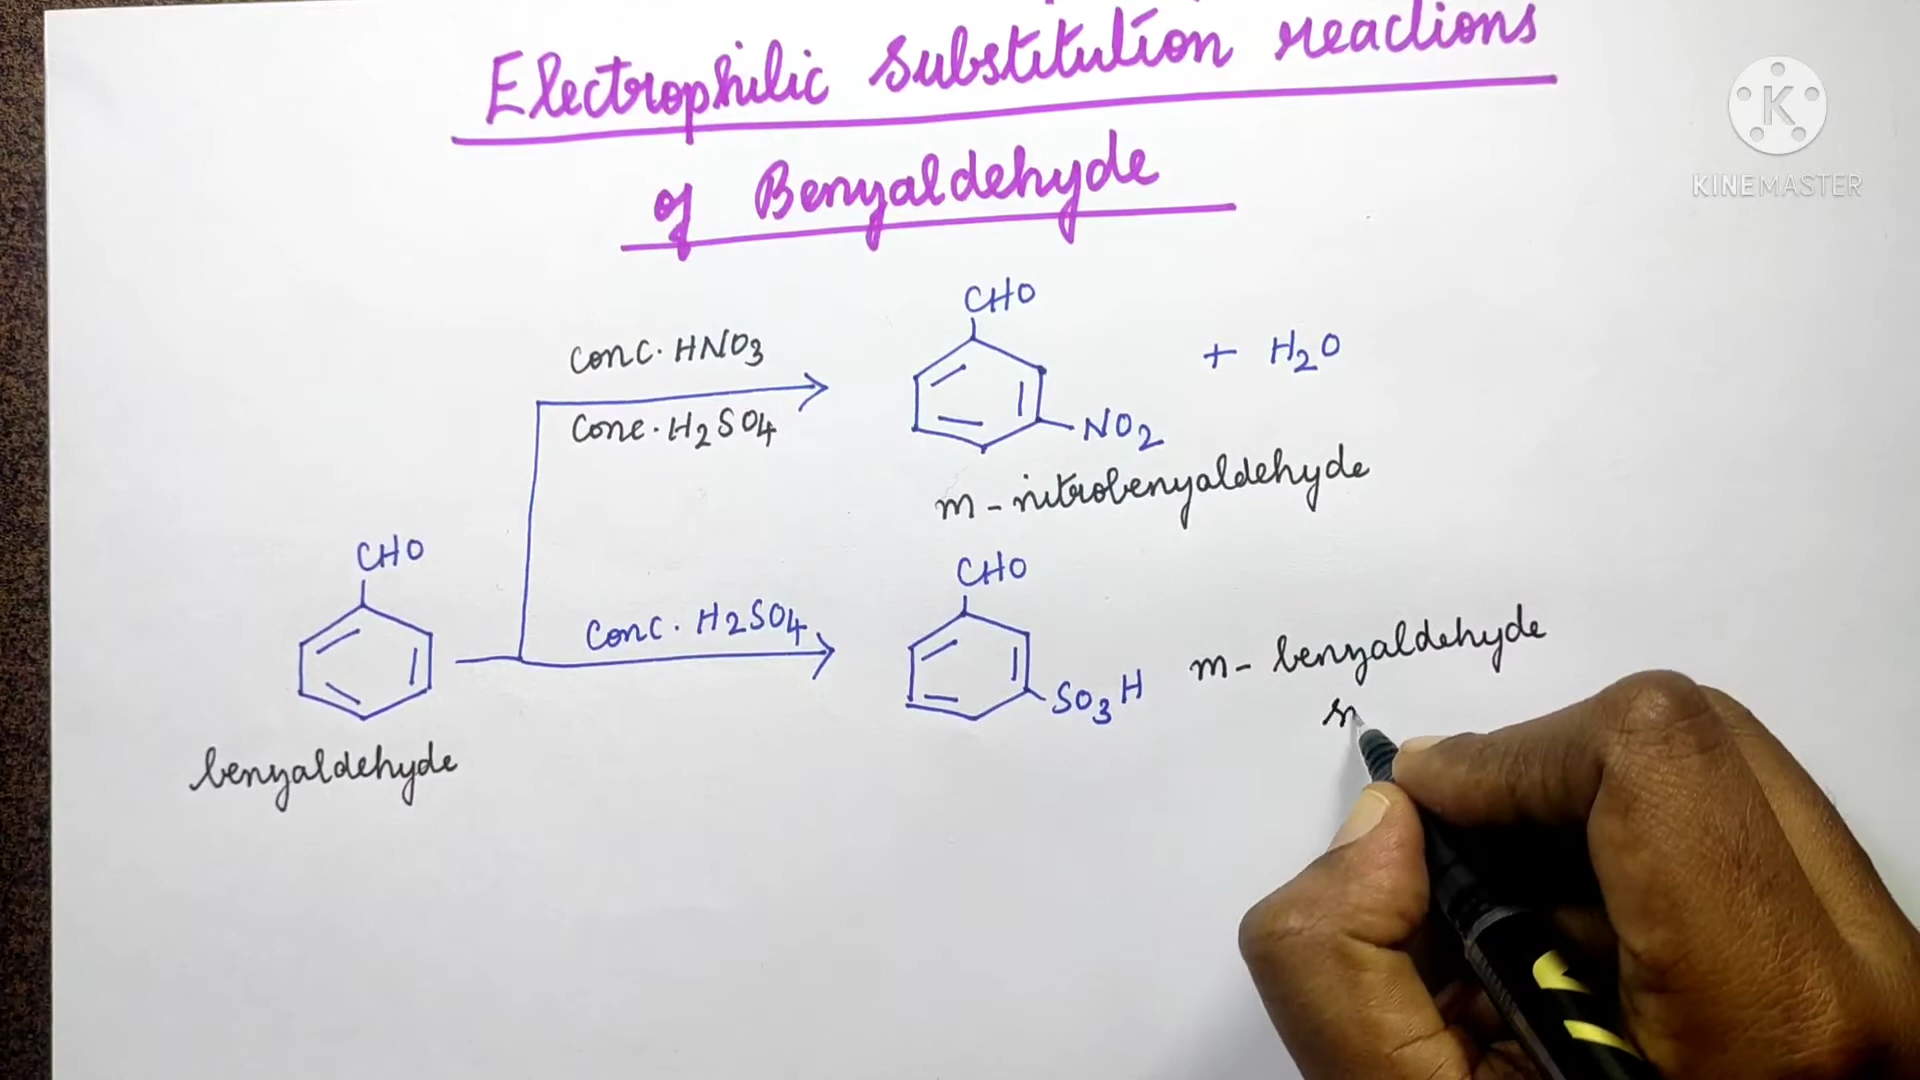 Electrophilic substitution reactions
of Benzaldehyde
K
KINEMASTER
CHO
conc. HNO3
+ H2O
Conc. H2SO4
NO2
m-nitrobenzaldehyde
CHO
CHO
Conc. H2SO4
m- benzaldehyde
SO3H
benzaldehyde